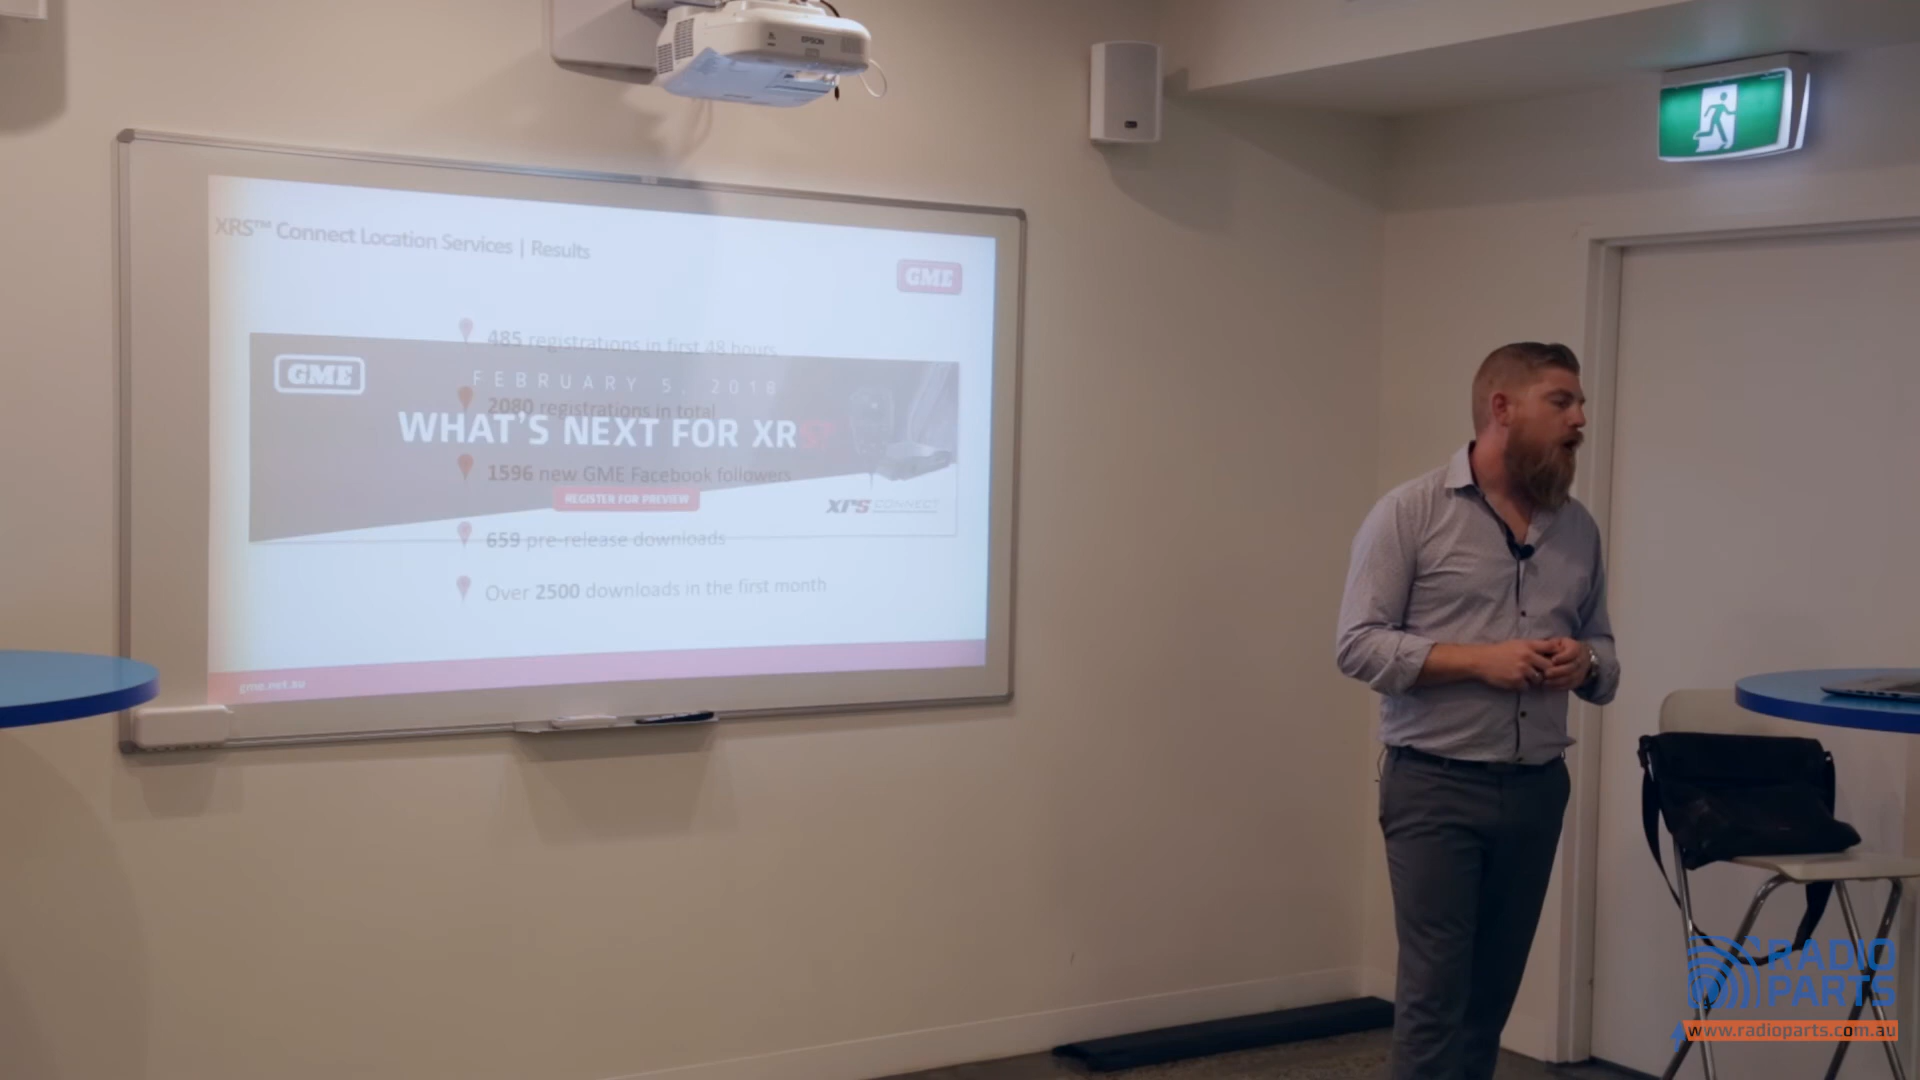 EPSON
XRS™ Connect Location Services | Results
GME
485 registrations in first 48 hours
GME
FEBRUARY 5, 2018
2080 registrations in total
WHAT'S NEXT FOR XRS?
1596 new GME Facebook followers
REGISTER FOR PREVIEW
XRS CONNECT
659 pre-release downloads
Over 2500 downloads in the first month
gme.net.au
RADIO
PARTS
www.radioparts.com.au